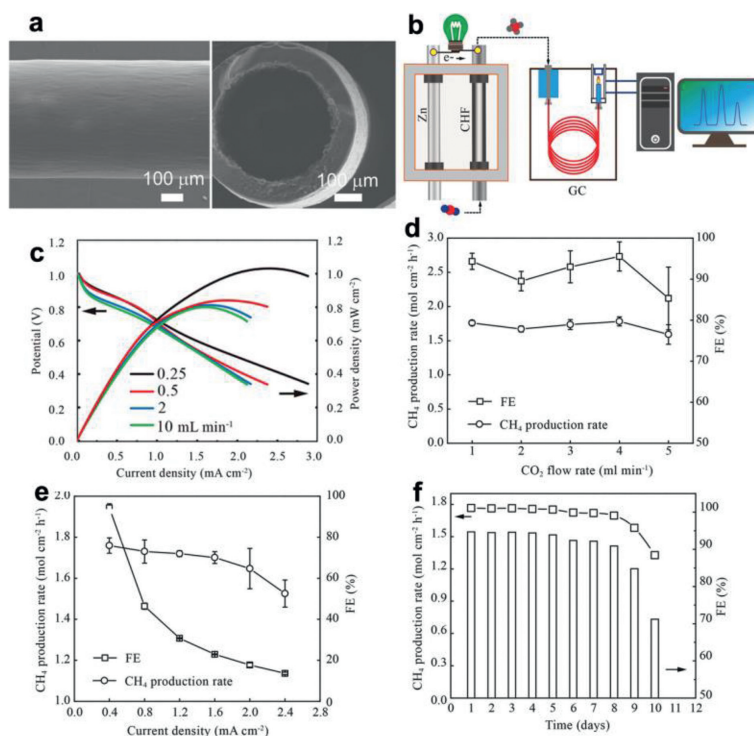 a
100 μm
100 μm
b
e⁻
Zn
CHF
GC
c
Potential (V)
1.2
1.0
0.8
0.6
0.4
0.2
0.0
0.25
0.5
2
10 mL min⁻¹
1.2
1.0
0.8
0.6
0.4
0.2
0.0
Power density (mW cm⁻²)
0.0 0.5 1.0 1.5 2.0 2.5 3.0
Current density (mA cm⁻²)
d
CH₄ production rate (mol cm⁻² h⁻¹)
3.0
2.5
2.0
1.5
1.0
0.5
0.0
FE
CH₄ production rate
100
90
80
70
60
50
FE (%)
1 2 3 4 5
CO₂ flow rate (ml min⁻¹)
e
CH₄ production rate (mol cm⁻² h⁻¹)
2.0
1.8
1.6
1.4
1.2
1.0
FE
CH₄ production rate
100
80
60
40
20
0
FE (%)
0.0 0.4 0.8 1.2 1.6 2.0 2.4 2.8
Current density (mA cm⁻²)
f
CH₄ production rate (mol cm⁻² h⁻¹)
1.8
1.5
1.2
0.9
0.6
0.3
0.0
100
90
80
70
60
50
FE (%)
0 1 2 3 4 5 6 7 8 9 10 11 12
Time (days)